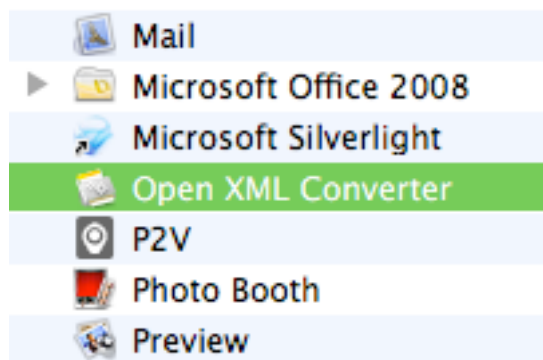 Mail
Microsoft Office 2008
Microsoft Silverlight
Open XML Converter
P2V
Photo Booth
Preview